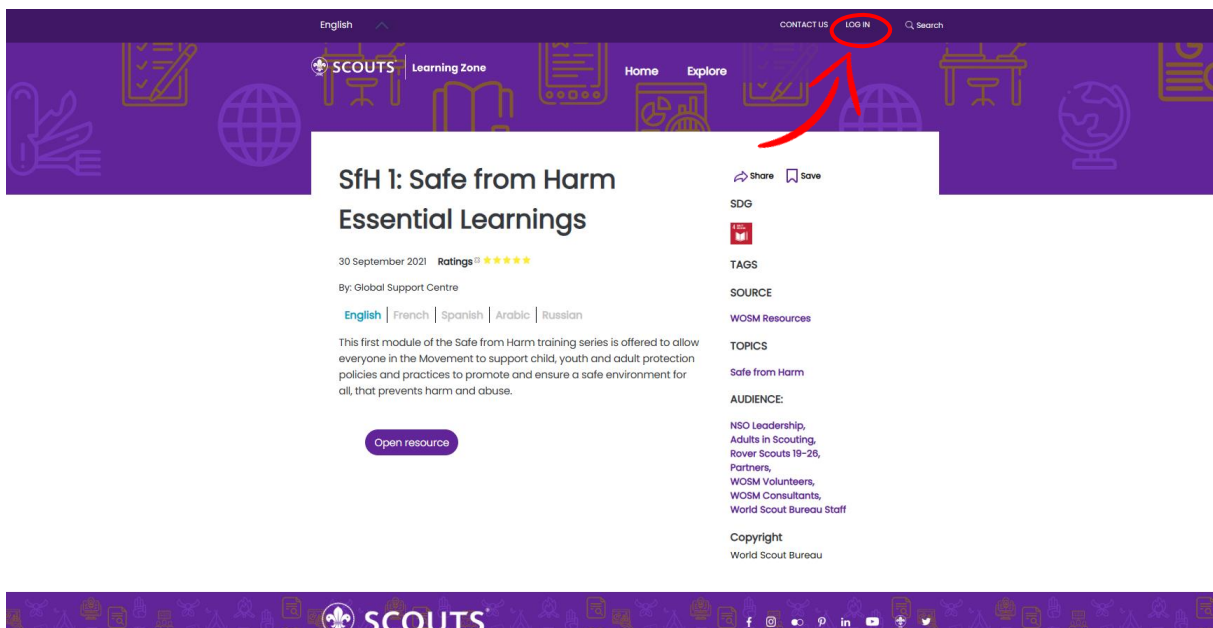 English
CONTACT US LOG IN Search
SCOUTS Learning Zone
Home Explore
SfH 1: Safe from Harm
Essential Learnings
30 September 2021 Ratings
By: Global Support Centre
English | French | Spanish | Arabic | Russian
This first module of the Safe from Harm training series is offered to allow
everyone in the Movement to support child, youth and adult protection
policies and practices to promote and ensure a safe environment for
all, that prevents harm and abuse.
Open resource
Share Save
SDG
TAGS
SOURCE
WOSM Resources
TOPICS
Safe from Harm
AUDIENCE:
NSO Leadership,
Adults in Scouting,
Rover Scouts 19-26,
Partners,
WOSM Volunteers,
WOSM Consultants,
World Scout Bureau Staff
Copyright
World Scout Bureau
SCOUTS